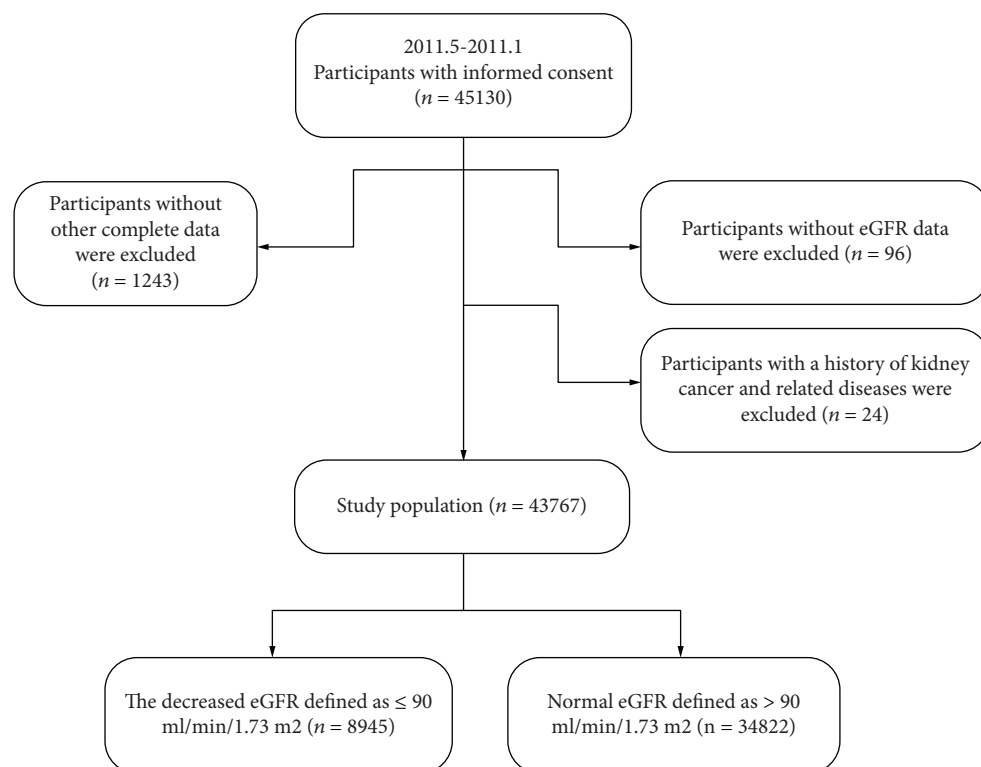 2011.5-2011.1
Participants with informed consent
(n = 45130)
Participants without
other complete data
were excluded
(n = 1243)
Participants without eGFR data
were excluded (n = 96)
Participants with a history of kidney
cancer and related diseases were
excluded (n = 24)
Study population (n = 43767)
The decreased eGFR defined as ≤ 90
ml/min/1.73 m2 (n = 8945)
Normal eGFR defined as > 90
ml/min/1.73 m2 (n = 34822)